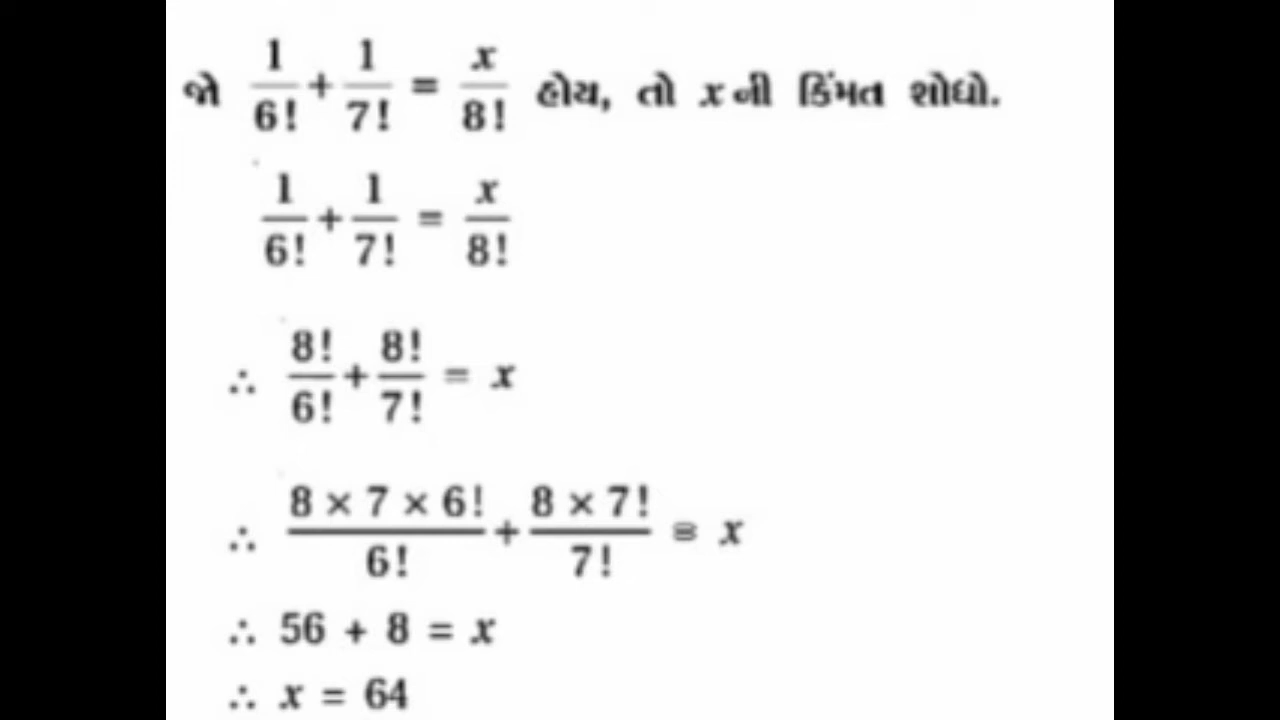 જો 1/6! + 1/7! = x/8! હોય, તો x ની કિંમત શોધો.
1/6! + 1/7! = x/8!
∴ 8!/6! + 8!/7! = x
∴ (8 × 7 × 6!)/6! + (8 × 7!)/7! = x
∴ 56 + 8 = x
∴ x = 64